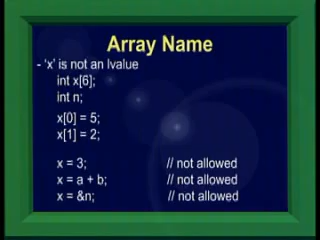 Array Name
- 'x' is not an lvalue
int x[6];
int n;
x[0] = 5;
x[1] = 2;
x = 3; // not allowed
x = a + b; // not allowed
x = &n; // not allowed